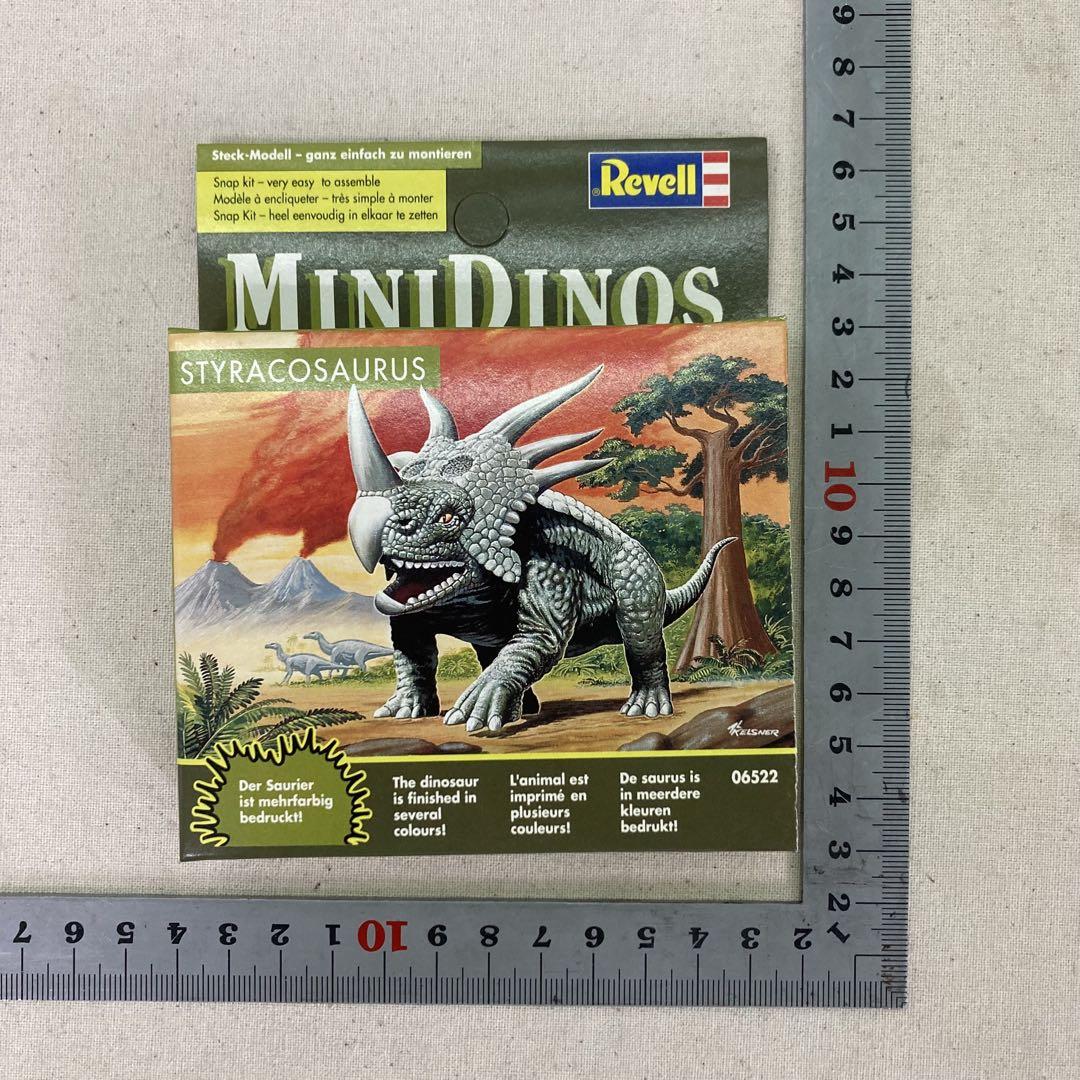 Steck-Modell – ganz einfach zu montieren
Snap kit – very easy to assemble
Modèle à encliqueter – très simple à monter
Snap Kit – heel eenvoudig in elkaar te zetten
®Revell
MINIDINOS
STYRACOSAURUS
KELSNER
Der Saurier
ist mehrfarbig
bedruckt!
The dinosaur
is finished in
several
colours!
L'animal est
imprimé en
plusieurs
couleurs!
De saurus is
in meerdere
kleuren
bedrukt!
06522
9
8
7
6
5
4
3
2
1
10
9
8
7
6
5
4
3
2
1
7 6 5 4 3 2 1 10 9 8 7 6 5 4 3 2